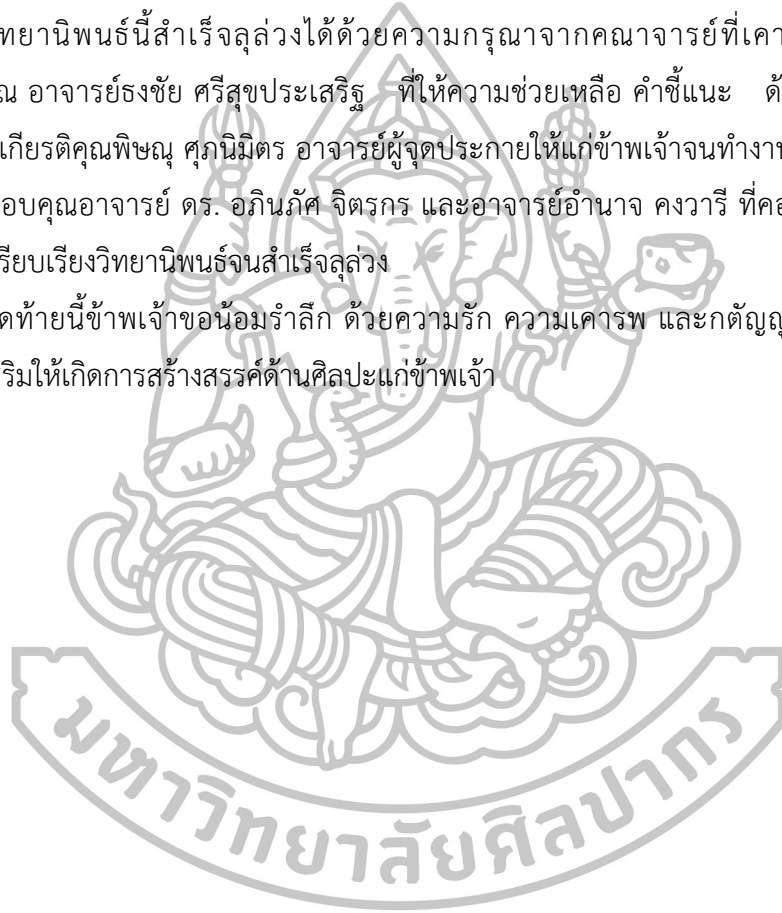 ทยานิพนธ์นี้สำเร็จลุล่วงได้ด้วยความกรุณาจากคณาจารย์ที่เคา
ณ อาจารย์ธงชัย ศรีสุขประเสริฐ ที่ให้ความช่วยเหลือ คำชี้แนะ ด้
เกียรติคุณพิษณุ ศุภนิมิตร อาจารย์ผู้จุดประกายให้แก่ข้าพเจ้าจนทำงาน
อบคุณอาจารย์ ดร. อภินภัศ จิตรกร และอาจารย์อำนาจ คงวารี ที่คอ
รียบเรียงวิทยานิพนธ์จนสำเร็จลุล่วง
ดท้ายนี้ข้าพเจ้าขอน้อมรำลึก ด้วยความรัก ความเคารพ และกตัญญู
ริมให้เกิดการสร้างสรรค์ด้านศิลปะแก่ข้าพเจ้า
มหาวิทยาลัยศิลปากร